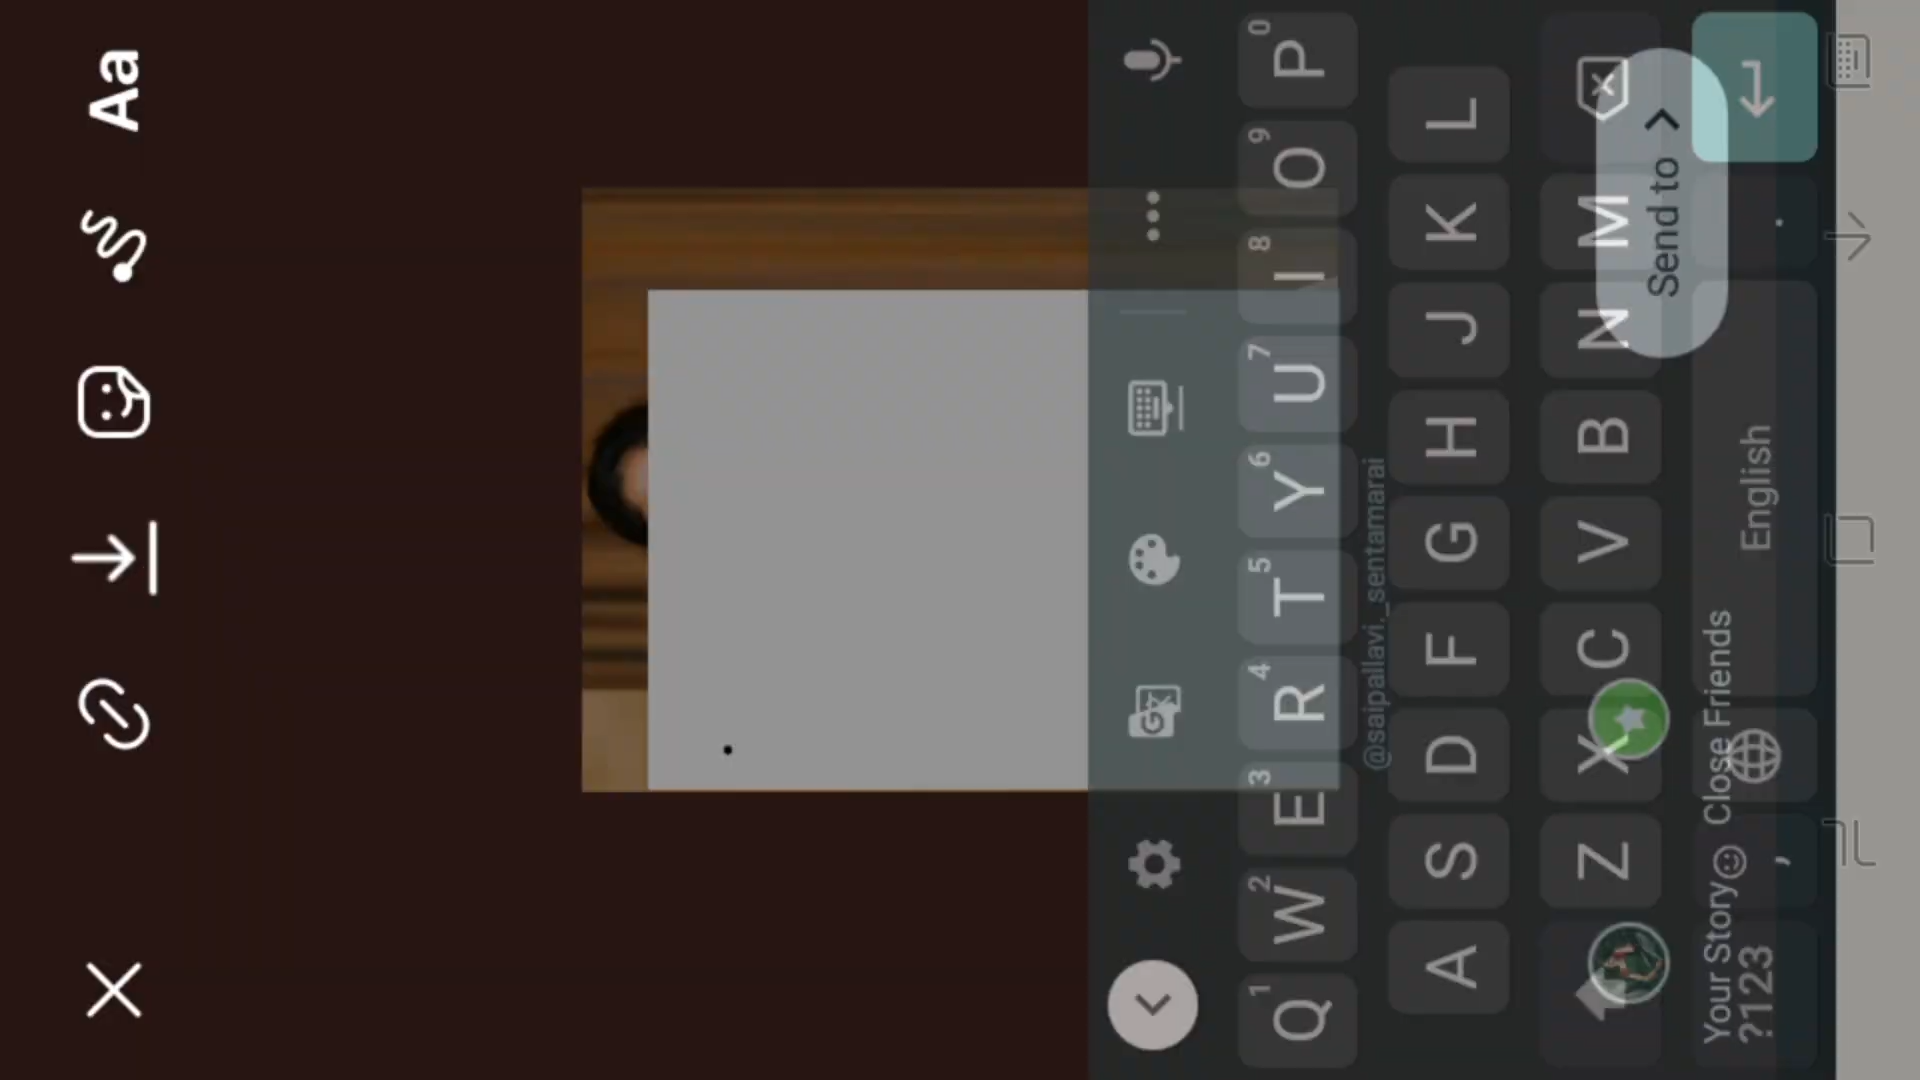 Aa
@saipallavi._sentamarai
1 2 3 4 5 6 7 8 9 0
Q W E R T Y U I O P
A S D F G H J K L
Z X C V B N M
Send to
Your Story☺ Close Friends
?123 , English .